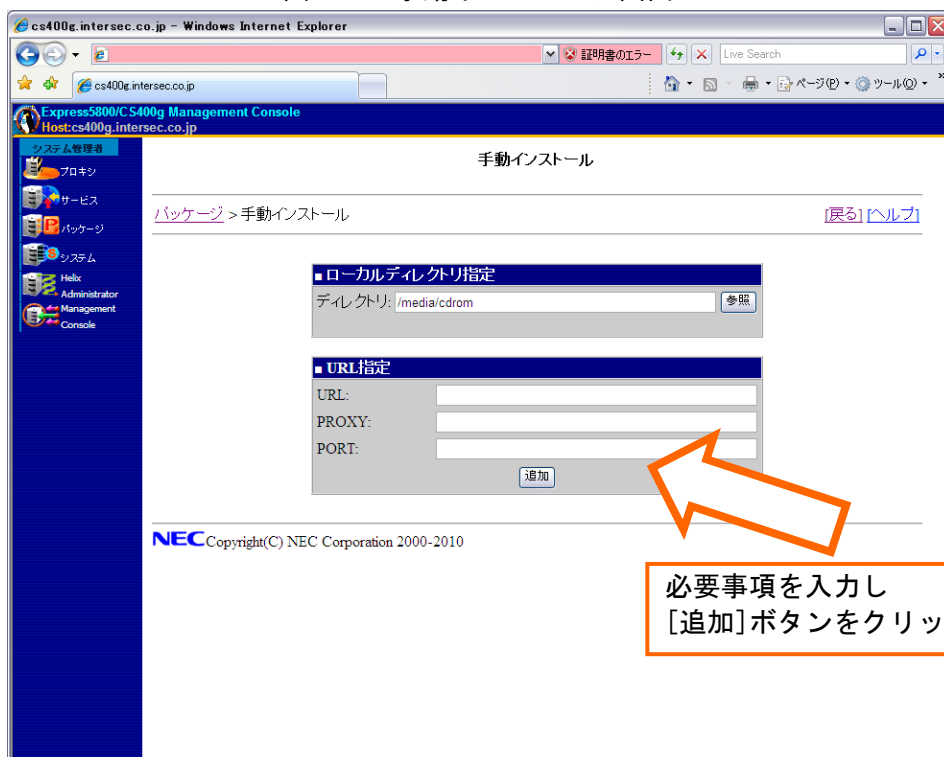 cs400g.intersec.co.jp - Windows Internet Explorer
証明書のエラー
Live Search
cs400g.intersec.co.jp
ページ(P)
ツール(O)
Express5800/CS400g Management Console
Host:cs400g.intersec.co.jp
システム管理者
プロキシ
サービス
パッケージ
システム
Helix
Administrator
Management
Console
手動インストール
パッケージ > 手動インストール
[戻る] [ヘルプ]
■ローカルディレクトリ指定
ディレクトリ: /media/cdrom 参照
■URL指定
URL:
PROXY:
PORT:
追加
NEC Copyright(C) NEC Corporation 2000-2010
必要事項を入力し
[追加]ボタンをクリッ